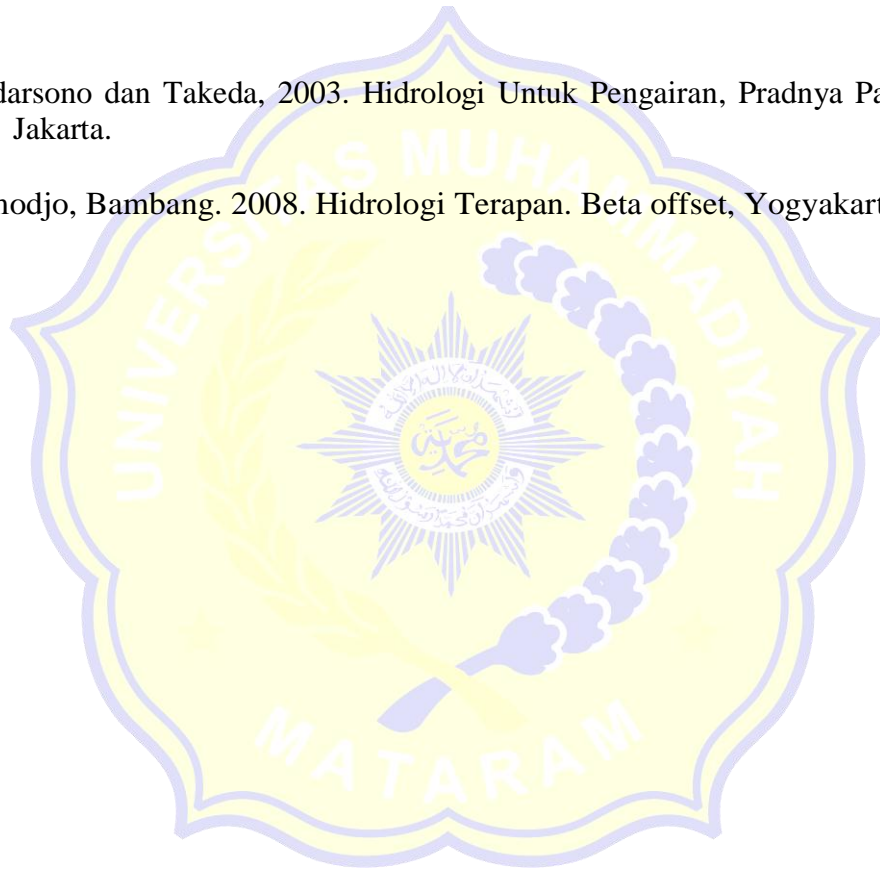 darsono dan Takeda, 2003. Hidrologi Untuk Pengairan, Pradnya Pa
Jakarta.
nodjo, Bambang. 2008. Hidrologi Terapan. Beta offset, Yogyakart
UNIVERSITAS MUHAMMADIYAH
MATARAM